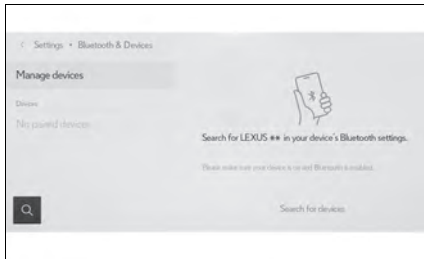 < Settings • Bluetooth & Devices
Manage devices
Devices
No paired devices
Search for LEXUS ** in your device's Bluetooth settings.
Please make sure your device is on and Bluetooth is enabled.
Search for devices